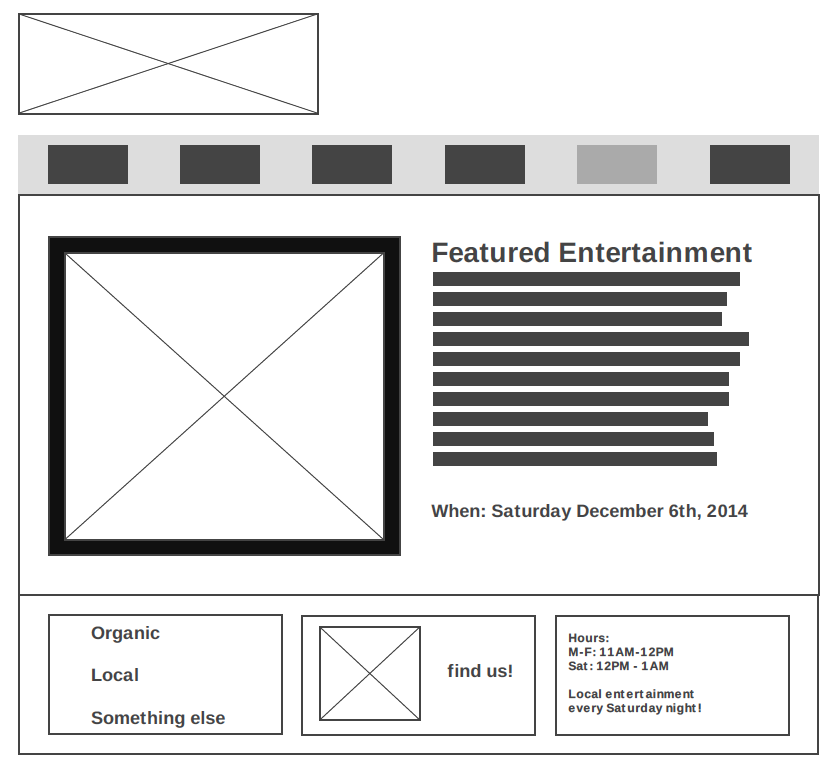 Featured Entertainment
When: Saturday December 6th, 2014
Organic
Local
Something else
find us!
Hours:
M-F: 11AM-12PM
Sat: 12PM - 1AM
Local entertainment
every Saturday night!